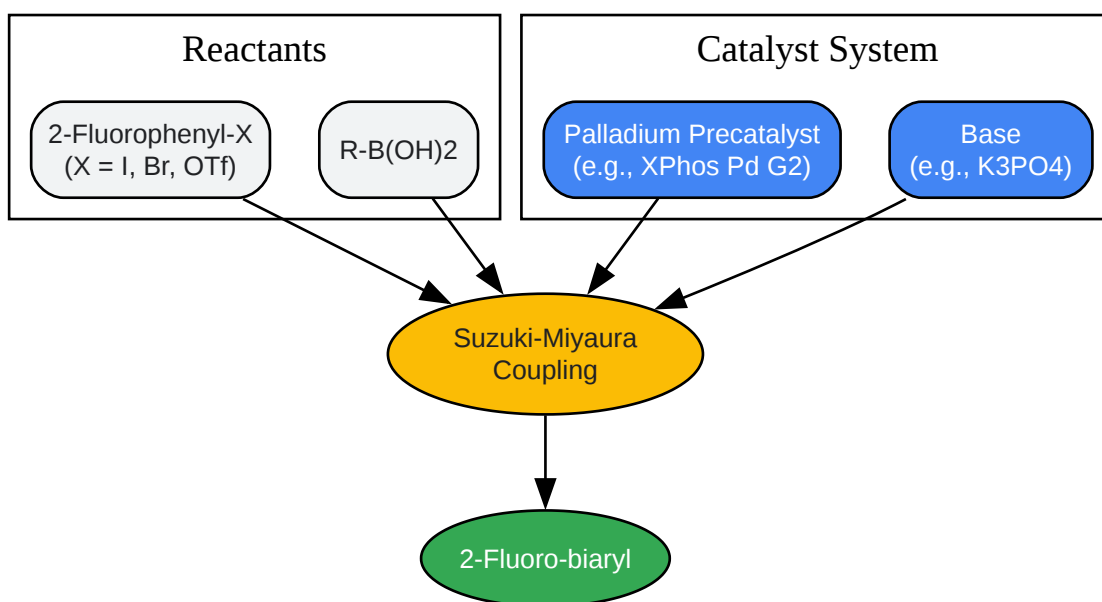 Reactants
2-Fluorophenyl-X
(X = I, Br, OTf)
R-B(OH)2
Catalyst System
Palladium Precatalyst
(e.g., XPhos Pd G2)
Base
(e.g., K3PO4)
Suzuki-Miyaura
Coupling
2-Fluoro-biaryl